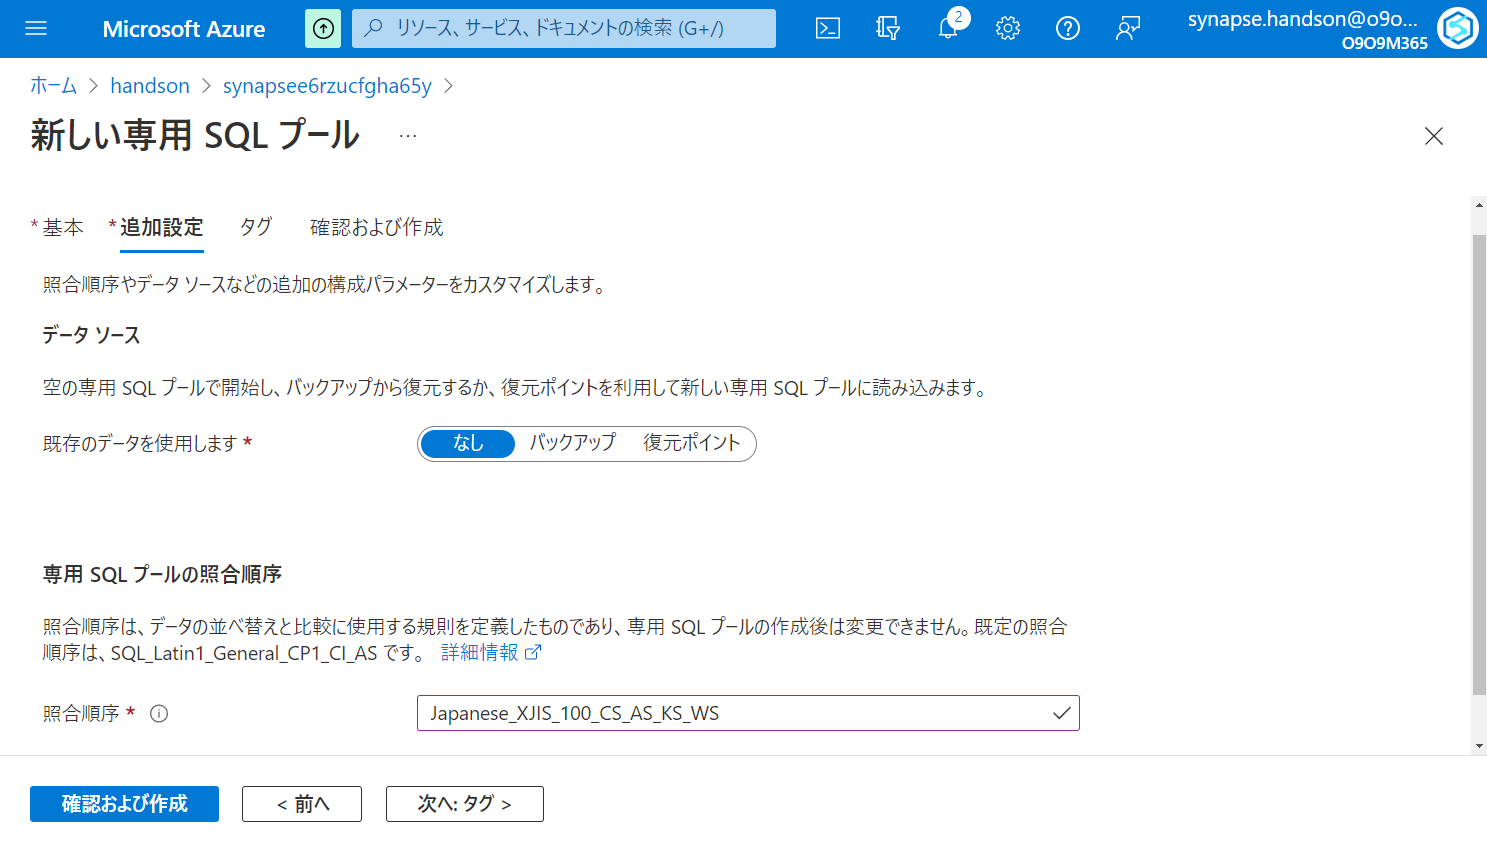 Microsoft Azure
リソース、サービス、ドキュメントの検索 (G+/)
2
synapse.handson@o9o...
O9O9M365
ホーム > handson > synapsee6rzucfgha65y >
新しい専用 SQL プール ...
* 基本 * 追加設定 タグ 確認および作成
照合順序やデータ ソースなどの追加の構成パラメーターをカスタマイズします。
データ ソース
空の専用 SQL プールで開始し、バックアップから復元するか、復元ポイントを利用して新しい専用 SQL プールに読み込みます。
既存のデータを使用します * なし バックアップ 復元ポイント
専用 SQL プールの照合順序
照合順序は、データの並べ替えと比較に使用する規則を定義したものであり、専用 SQL プールの作成後は変更できません。既定の照合
順序は、SQL_Latin1_General_CP1_CI_AS です。 詳細情報
照合順序 * Japanese_XJIS_100_CS_AS_KS_WS
確認および作成 < 前へ 次へ: タグ >